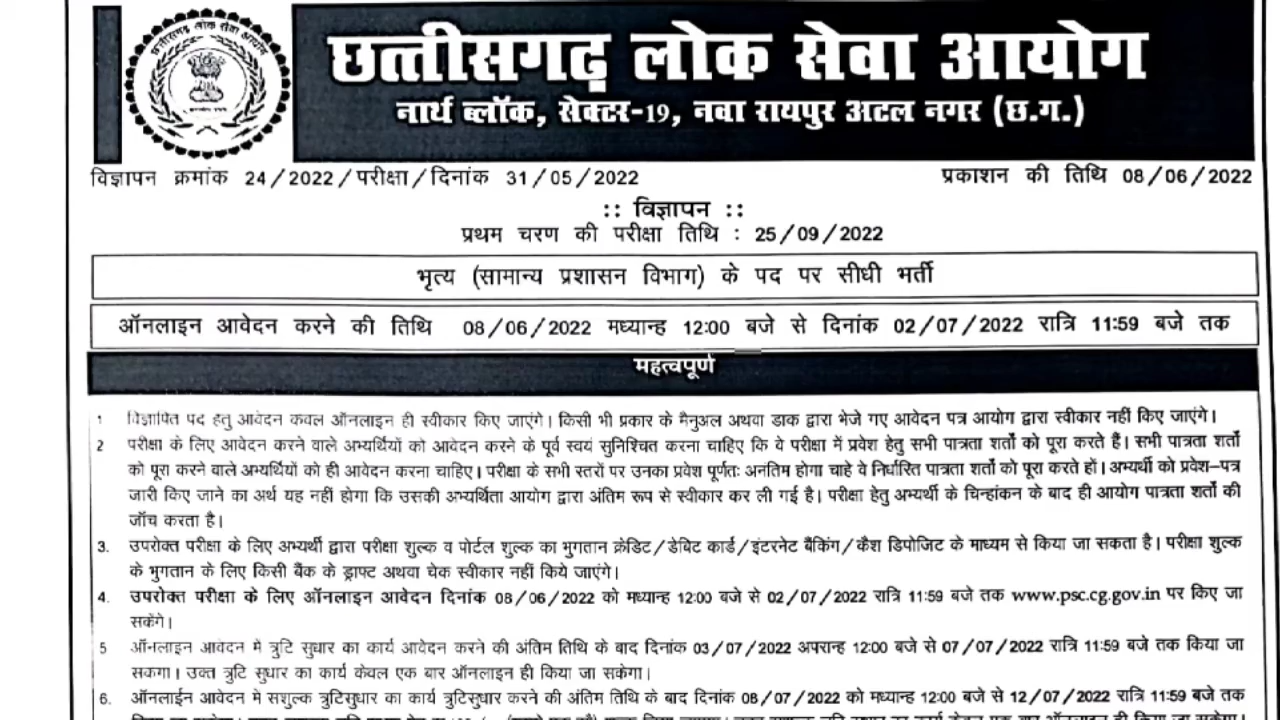 छत्तीसगढ़ लोक सेवा आयोग
छत्तीसगढ़ लोक सेवा आयोग
नार्थ ब्लॉक, सेक्टर-19, नवा रायपुर अटल नगर (छ.ग.)
विज्ञापन क्रमांक 24/2022/परीक्षा/दिनांक 31/05/2022
प्रकाशन की तिथि 08/06/2022
:: विज्ञापन ::
प्रथम चरण की परीक्षा तिथि : 25/09/2022
भृत्य (सामान्य प्रशासन विभाग) के पद पर सीधी भर्ती
ऑनलाइन आवेदन करने की तिथि 08/06/2022 मध्यान्ह 12:00 बजे से दिनांक 02/07/2022 रात्रि 11:59 बजे तक
महत्वपूर्ण
1 विज्ञापित पद हेतु आवेदन केवल ऑनलाइन ही स्वीकार किए जाएंगे। किसी भी प्रकार के मैनुअल अथवा डाक द्वारा भेजे गए आवेदन पत्र आयोग द्वारा स्वीकार नहीं किए जाएंगे।
2 परीक्षा के लिए आवेदन करने वाले अभ्यर्थियों को आवेदन करने के पूर्व स्वयं सुनिश्चित करना चाहिए कि वे परीक्षा में प्रवेश हेतु सभी पात्रता शर्तो को पूरा करते हैं। सभी पात्रता शर्तो
को पूरा करने वाले अभ्यर्थियों को ही आवेदन करना चाहिए। परीक्षा के सभी स्तरों पर उनका प्रवेश पूर्णतः अनंतिम होगा चाहे वे निर्धारित पात्रता शर्तो को पूरा करते हों। अभ्यर्थी को प्रवेश–पत्र
जारी किए जाने का अर्थ यह नहीं होगा कि उसकी अभ्यर्थिता आयोग द्वारा अंतिम रूप से स्वीकार कर ली गई है। परीक्षा हेतु अभ्यर्थी के चिन्हांकन के बाद ही आयोग पात्रता शर्तो की
जॉच करता है।
3. उपरोक्त परीक्षा के लिए अभ्यर्थी द्वारा परीक्षा शुल्क व पोर्टल शुल्क का भुगतान क्रेडिट/डेबिट कार्ड/इंटरनेट बैंकिंग/कैश डिपोजिट के माध्यम से किया जा सकता है। परीक्षा शुल्क
के भुगतान के लिए किसी बैंक के ड्राफ्ट अथवा चेक स्वीकार नहीं किये जाएंगे।
4. उपरोक्त परीक्षा के लिए ऑनलाइन आवेदन दिनांक 08/06/2022 को मध्यान्ह 12:00 बजे से 02/07/2022 रात्रि 11:59 बजे तक www.psc.cg.gov.in पर किए जा
सकेंगे।
5 ऑनलाइन आवेदन में त्रुटि सुधार का कार्य आवेदन करने की अंतिम तिथि के बाद दिनांक 03/07/2022 अपरान्ह 12:00 बजे से 07/07/2022 रात्रि 11:59 बजे तक किया जा
सकेगा। उक्त त्रुटि सुधार का कार्य केवल एक बार ऑनलाइन ही किया जा सकेगा।
6. ऑनलाईन आवेदन में सशुल्क त्रुटिसुधार का कार्य त्रुटिसुधार करने की अंतिम तिथि के बाद दिनांक 08/07/2022 को मध्यान्ह 12:00 बजे से 12/07/2022 रात्रि 11:59 बजे तक